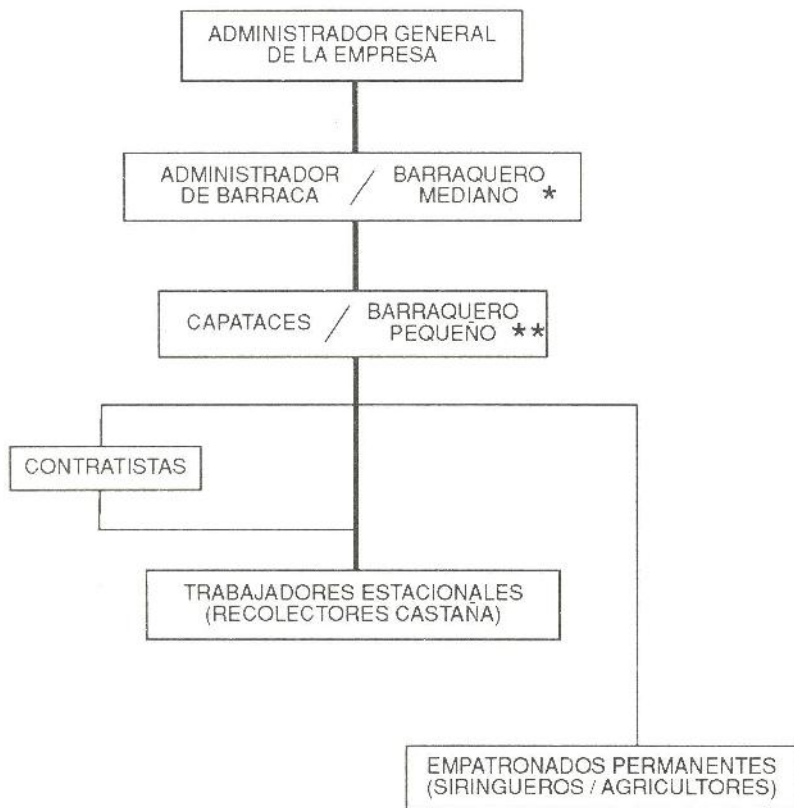 ADMINISTRADOR GENERAL
DE LA EMPRESA
ADMINISTRADOR
DE BARRACA / BARRAQUERO
MEDIANO *
CAPATACES / BARRAQUERO
PEQUEÑO **
CONTRATISTAS
TRABAJADORES ESTACIONALES
(RECOLECTORES CASTAÑA)
EMPATRONADOS PERMANENTES
(SIRINGUEROS / AGRICULTORES)